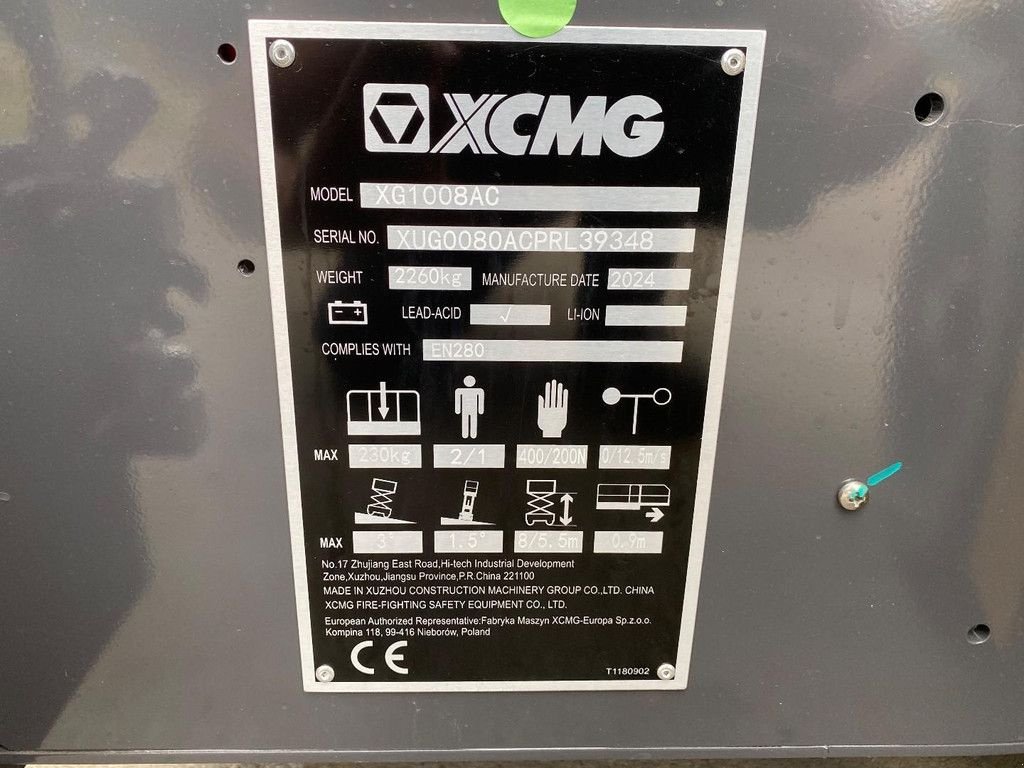 XCMG
MODEL XG1008AC
SERIAL NO. XUG0080ACPRL39348
WEIGHT 2260kg MANUFACTURE DATE 2024
- + LEAD-ACID √ LI-ION
COMPLIES WITH EN280
MAX 230kg 2/1 400/200N 0/12.5m/s
MAX 3° 1.5° 8/5.5m 0.9m
No.17 Zhujiang East Road,Hi-tech Industrial Development
Zone,Xuzhou,Jiangsu Province,P.R.China 221100
MADE IN XUZHOU CONSTRUCTION MACHINERY GROUP CO.,LTD. CHINA
XCMG FIRE-FIGHTING SAFETY EQUIPMENT CO., LTD.
European Authorized Representative:Fabryka Maszyn XCMG-Europa Sp.z.o.o.
Kompina 118, 99-416 Nieborów, Poland
CE
T1180902